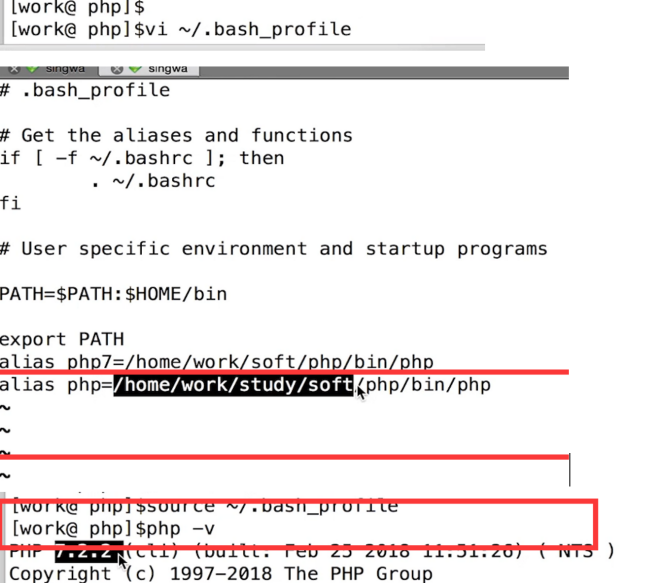 [work@ php]$
[work@ php]$vi ~/.bash_profile
singwa singwa
# .bash_profile
# Get the aliases and functions
if [ -f ~/.bashrc ]; then
. ~/.bashrc
fi
# User specific environment and startup programs
PATH=$PATH:$HOME/bin
export PATH
alias php7=/home/work/soft/php/bin/php
alias php=/home/work/study/soft/php/bin/php
~
~
~
~
[work@ php]$source ~/.bash_profile
[work@ php]$php -v
PHP 7.2.2 (cli) (built: Feb 25 2018 11:51:26) ( NTS )
Copyright (c) 1997-2018 The PHP Group